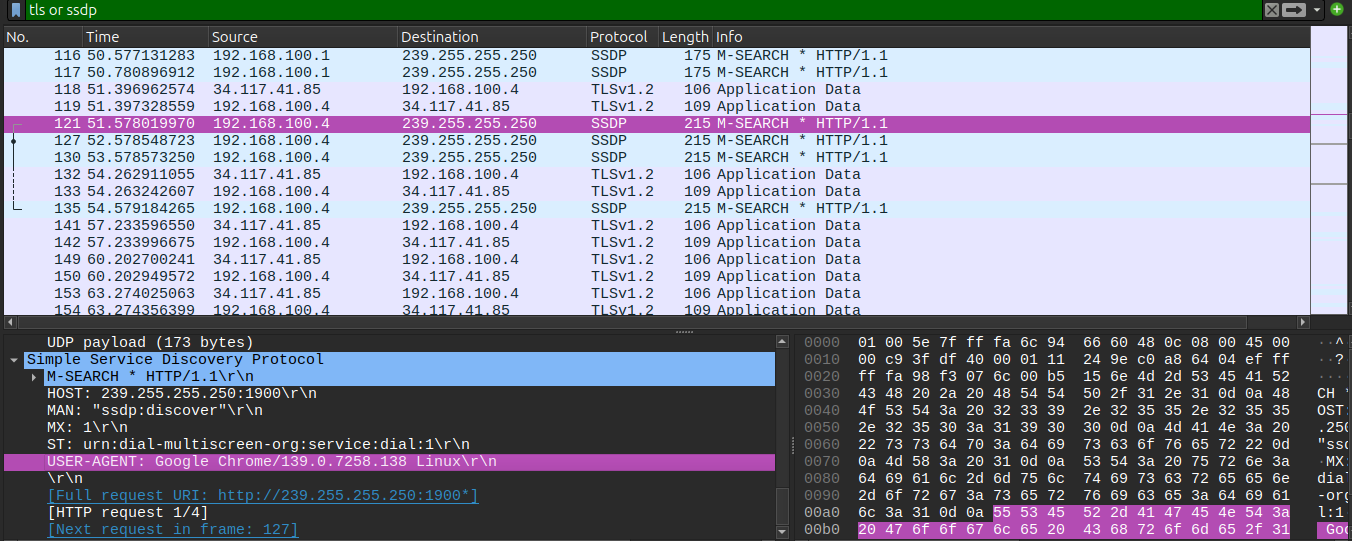 tls or ssdp
No. Time Source Destination Protocol Length Info
116 50.577131283 192.168.100.1 239.255.255.250 SSDP 175 M-SEARCH * HTTP/1.1
117 50.780896912 192.168.100.1 239.255.255.250 SSDP 175 M-SEARCH * HTTP/1.1
118 51.396962574 34.117.41.85 192.168.100.4 TLSv1.2 106 Application Data
119 51.397328559 192.168.100.4 34.117.41.85 TLSv1.2 109 Application Data
121 51.578019970 192.168.100.4 239.255.255.250 SSDP 215 M-SEARCH * HTTP/1.1
127 52.578548723 192.168.100.4 239.255.255.250 SSDP 215 M-SEARCH * HTTP/1.1
130 53.578573250 192.168.100.4 239.255.255.250 SSDP 215 M-SEARCH * HTTP/1.1
132 54.262911055 34.117.41.85 192.168.100.4 TLSv1.2 106 Application Data
133 54.263242607 192.168.100.4 34.117.41.85 TLSv1.2 109 Application Data
135 54.579184265 192.168.100.4 239.255.255.250 SSDP 215 M-SEARCH * HTTP/1.1
141 57.233596550 34.117.41.85 192.168.100.4 TLSv1.2 106 Application Data
142 57.233996675 192.168.100.4 34.117.41.85 TLSv1.2 109 Application Data
149 60.202700241 34.117.41.85 192.168.100.4 TLSv1.2 106 Application Data
150 60.202949572 192.168.100.4 34.117.41.85 TLSv1.2 109 Application Data
153 63.274025063 34.117.41.85 192.168.100.4 TLSv1.2 106 Application Data
154 63.274356399 192.168.100.4 34.117.41.85 TLSv1.2 109 Application Data
UDP payload (173 bytes)
Simple Service Discovery Protocol
M-SEARCH * HTTP/1.1\r\n
HOST: 239.255.255.250:1900\r\n
MAN: "ssdp:discover"\r\n
MX: 1\r\n
ST: urn:dial-multiscreen-org:service:dial:1\r\n
USER-AGENT: Google Chrome/139.0.7258.138 Linux\r\n
\r\n
[Full request URI: http://239.255.255.250:1900*]
[HTTP request 1/4]
[Next request in frame: 127]
0000 01 00 5e 7f ff fa 6c 94 66 60 48 0c 08 00 45 00 ··^
0010 00 c9 3f df 40 00 01 11 24 9e c0 a8 64 04 ef ff ··?
0020 ff fa 98 f3 07 6c 00 b5 15 6e 4d 2d 53 45 41 52 ····
0030 43 48 20 2a 20 48 54 54 50 2f 31 2e 31 0d 0a 48 CH *
0040 4f 53 54 3a 20 32 33 39 2e 32 35 35 2e 32 35 35 OST:
0050 2e 32 35 30 3a 31 39 30 30 0d 0a 4d 41 4e 3a 20 .250
0060 22 73 73 64 70 3a 64 69 73 63 6f 76 65 72 22 0d "ssd
0070 0a 4d 58 3a 20 31 0d 0a 53 54 3a 20 75 72 6e 3a ·MX:
0080 64 69 61 6c 2d 6d 75 6c 74 69 73 63 72 65 65 6e dial
0090 2d 6f 72 67 3a 73 65 72 76 69 63 65 3a 64 69 61 -org
00a0 6c 3a 31 0d 0a 55 53 45 52 2d 41 47 45 4e 54 3a l:1
00b0 20 47 6f 6f 67 6c 65 20 43 68 72 6f 6d 65 2f 31 Goo